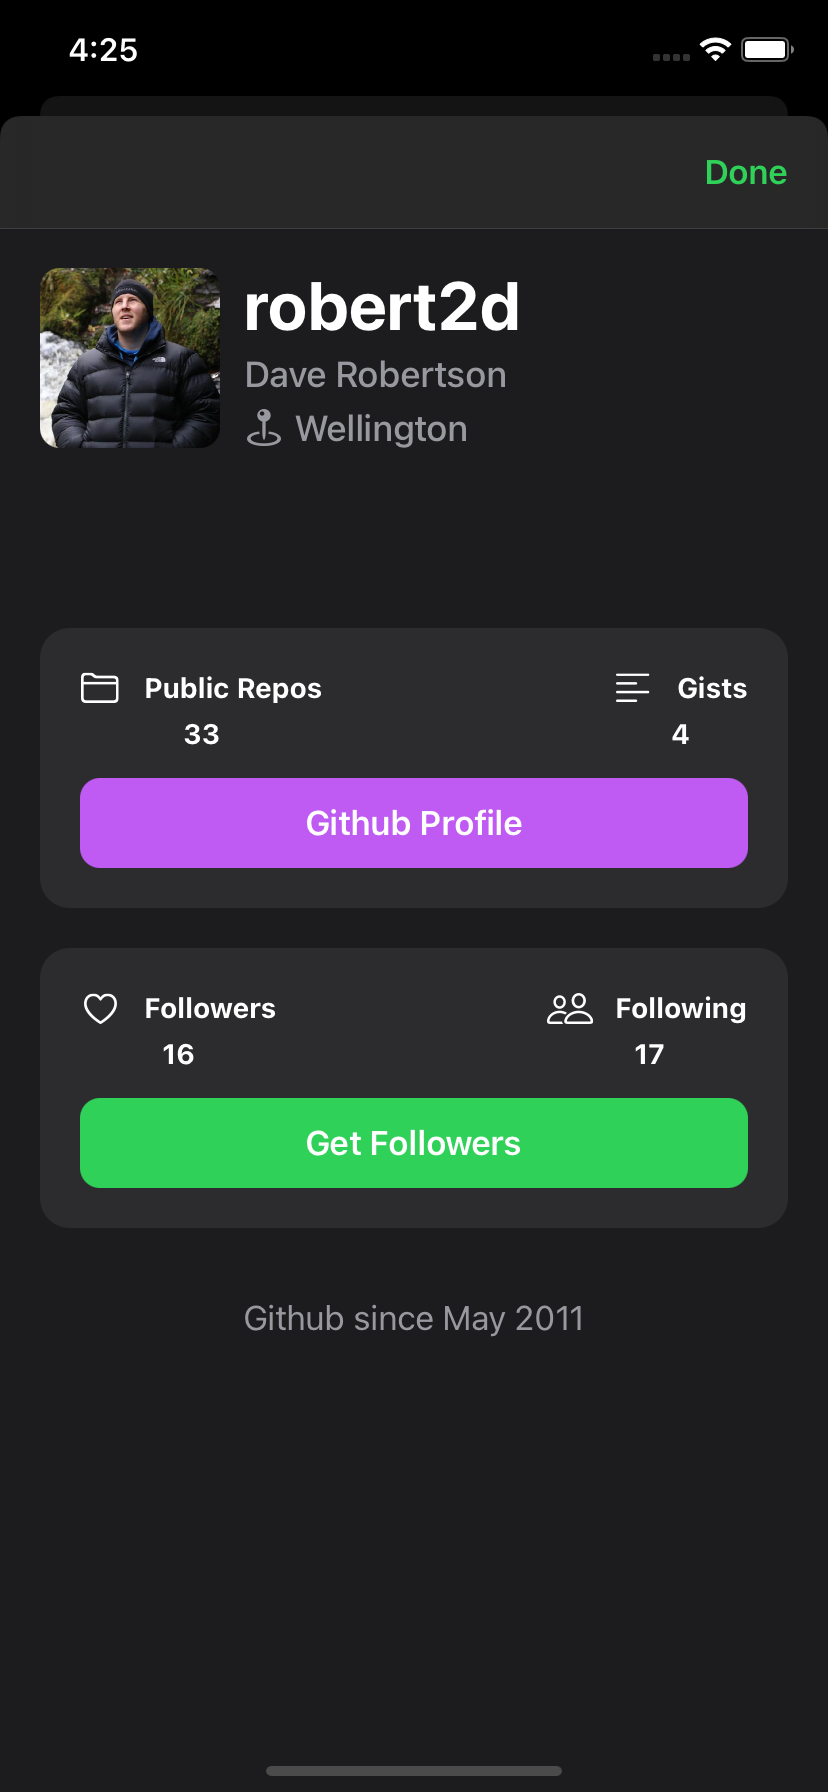 4:25
Done
robert2d
Dave Robertson
Wellington
Public Repos
33
Gists
4
Github Profile
Followers
16
Following
17
Get Followers
Github since May 2011